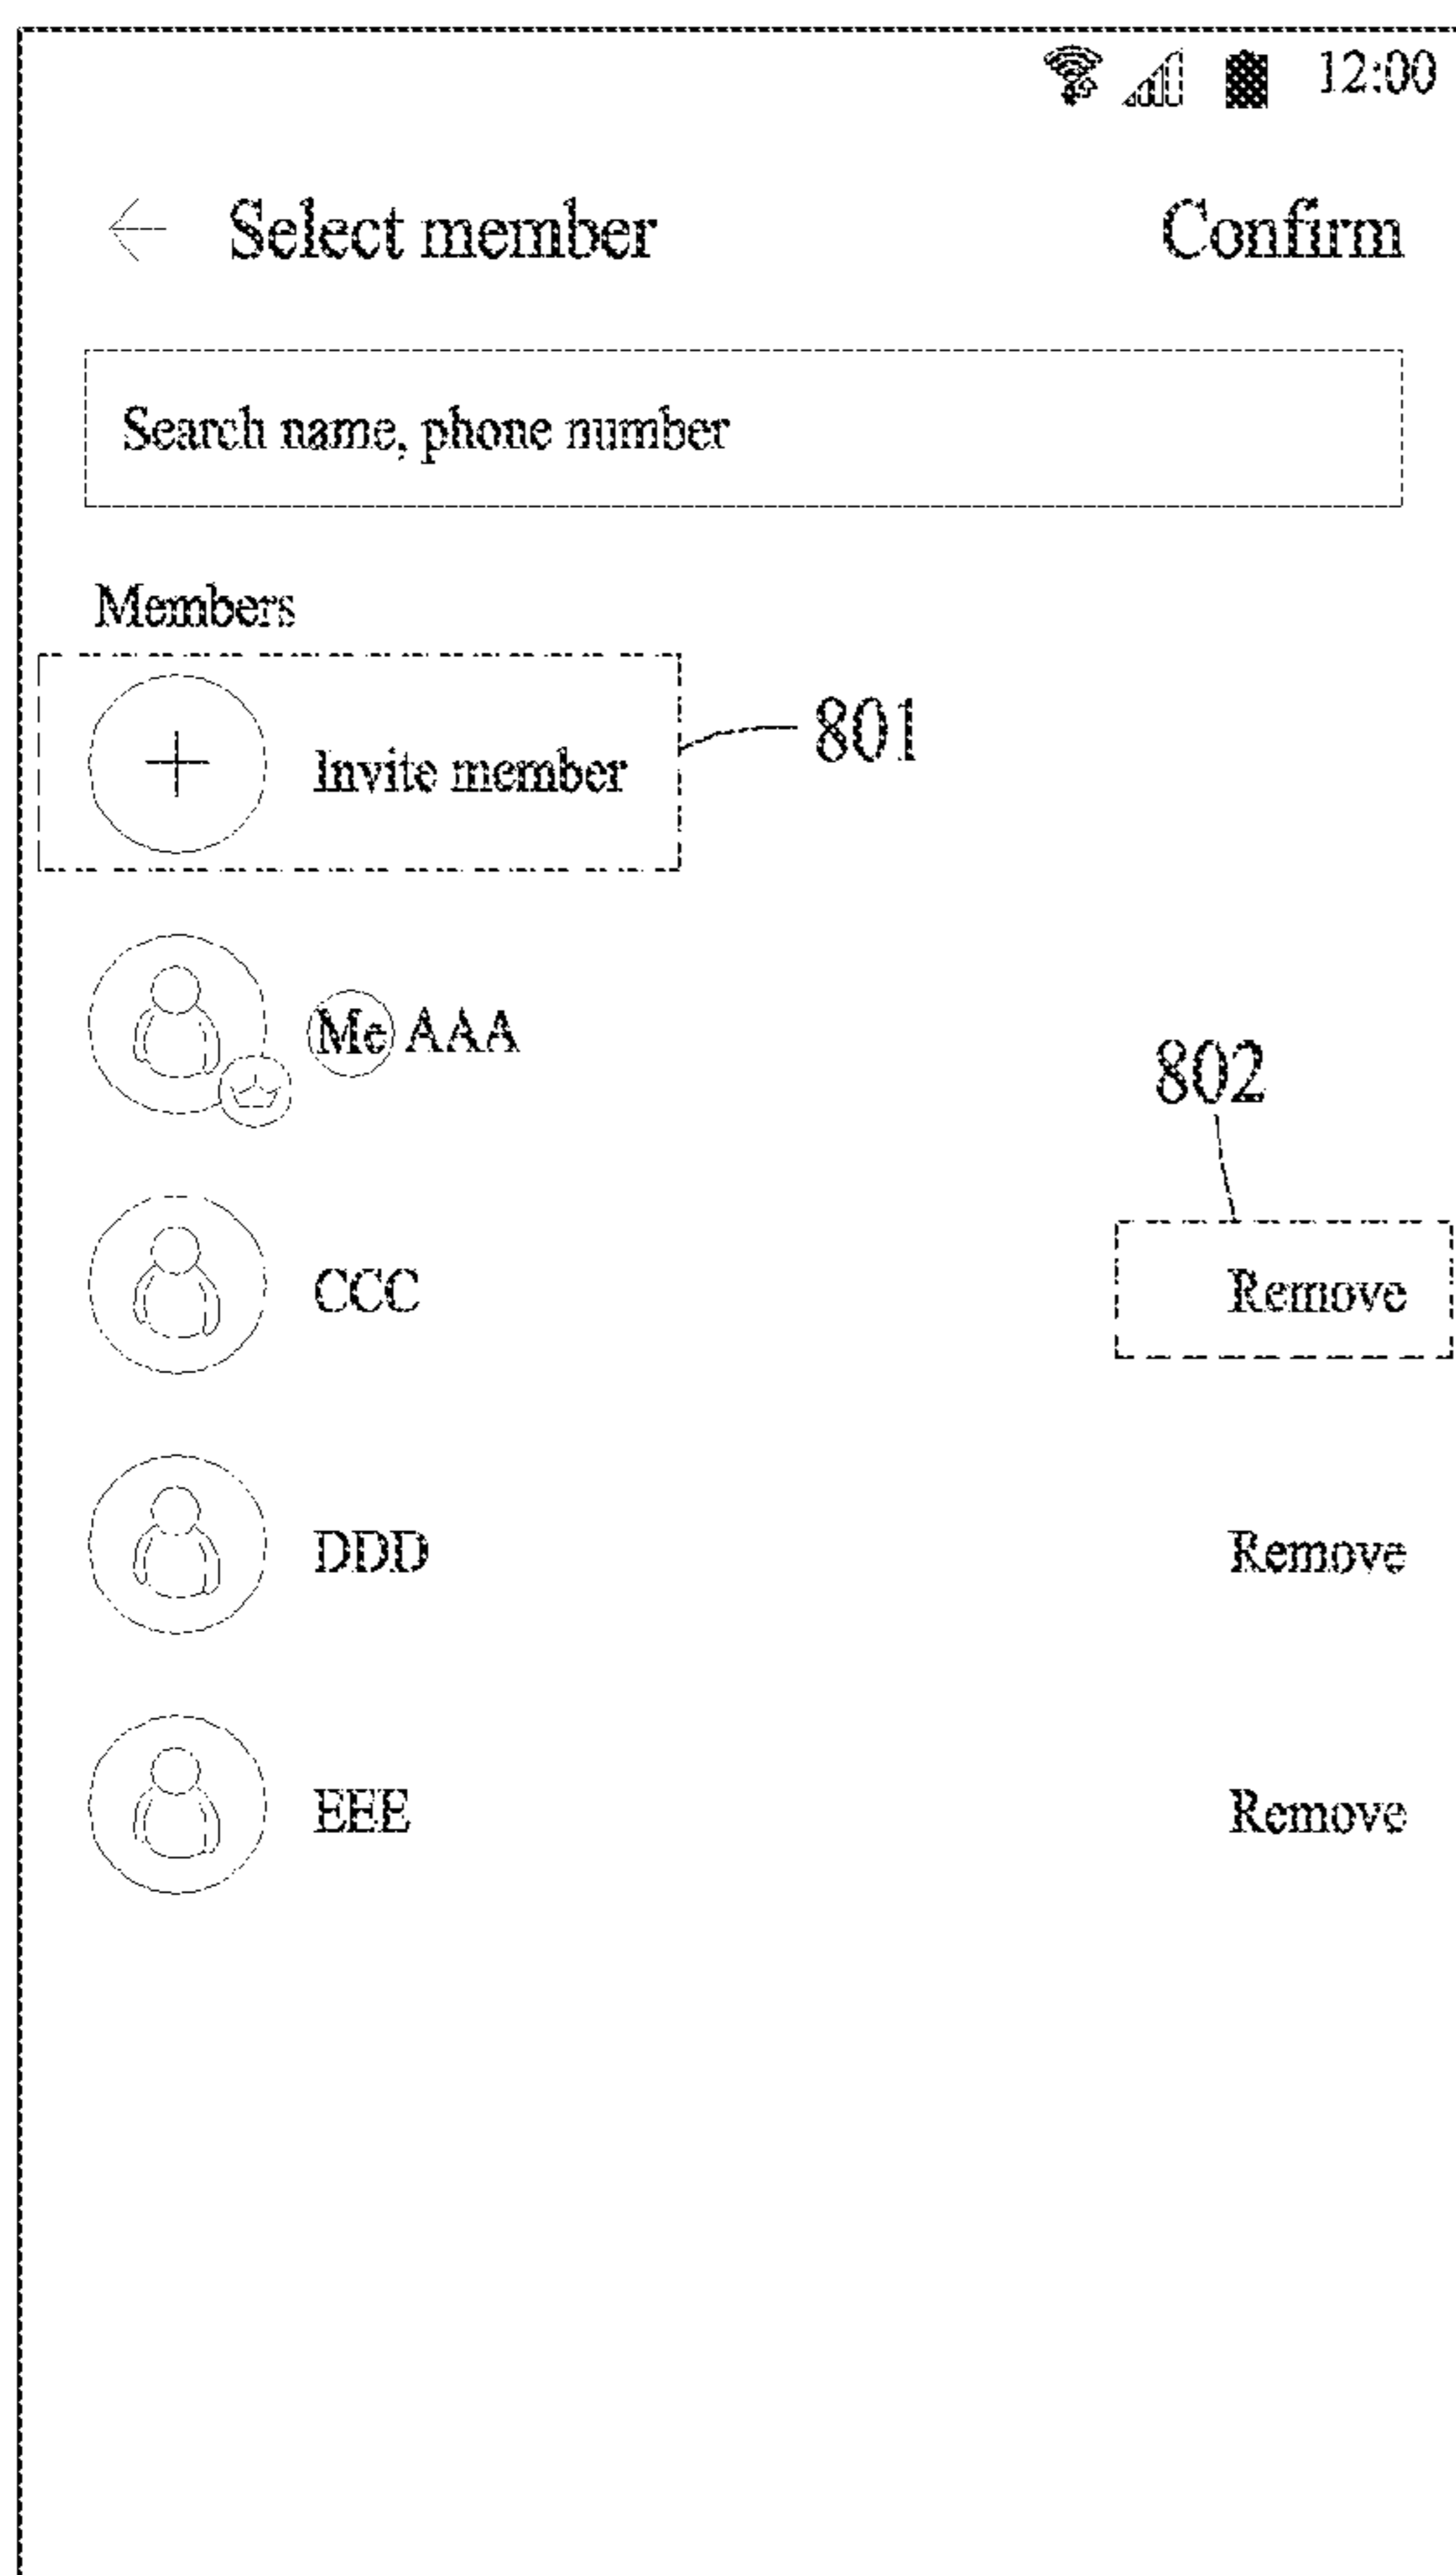 12:00
Select member Confirm
Search name, phone number
Members
Invite member 801
Me AAA
802
CCC Remove
DDD Remove
EEE Remove